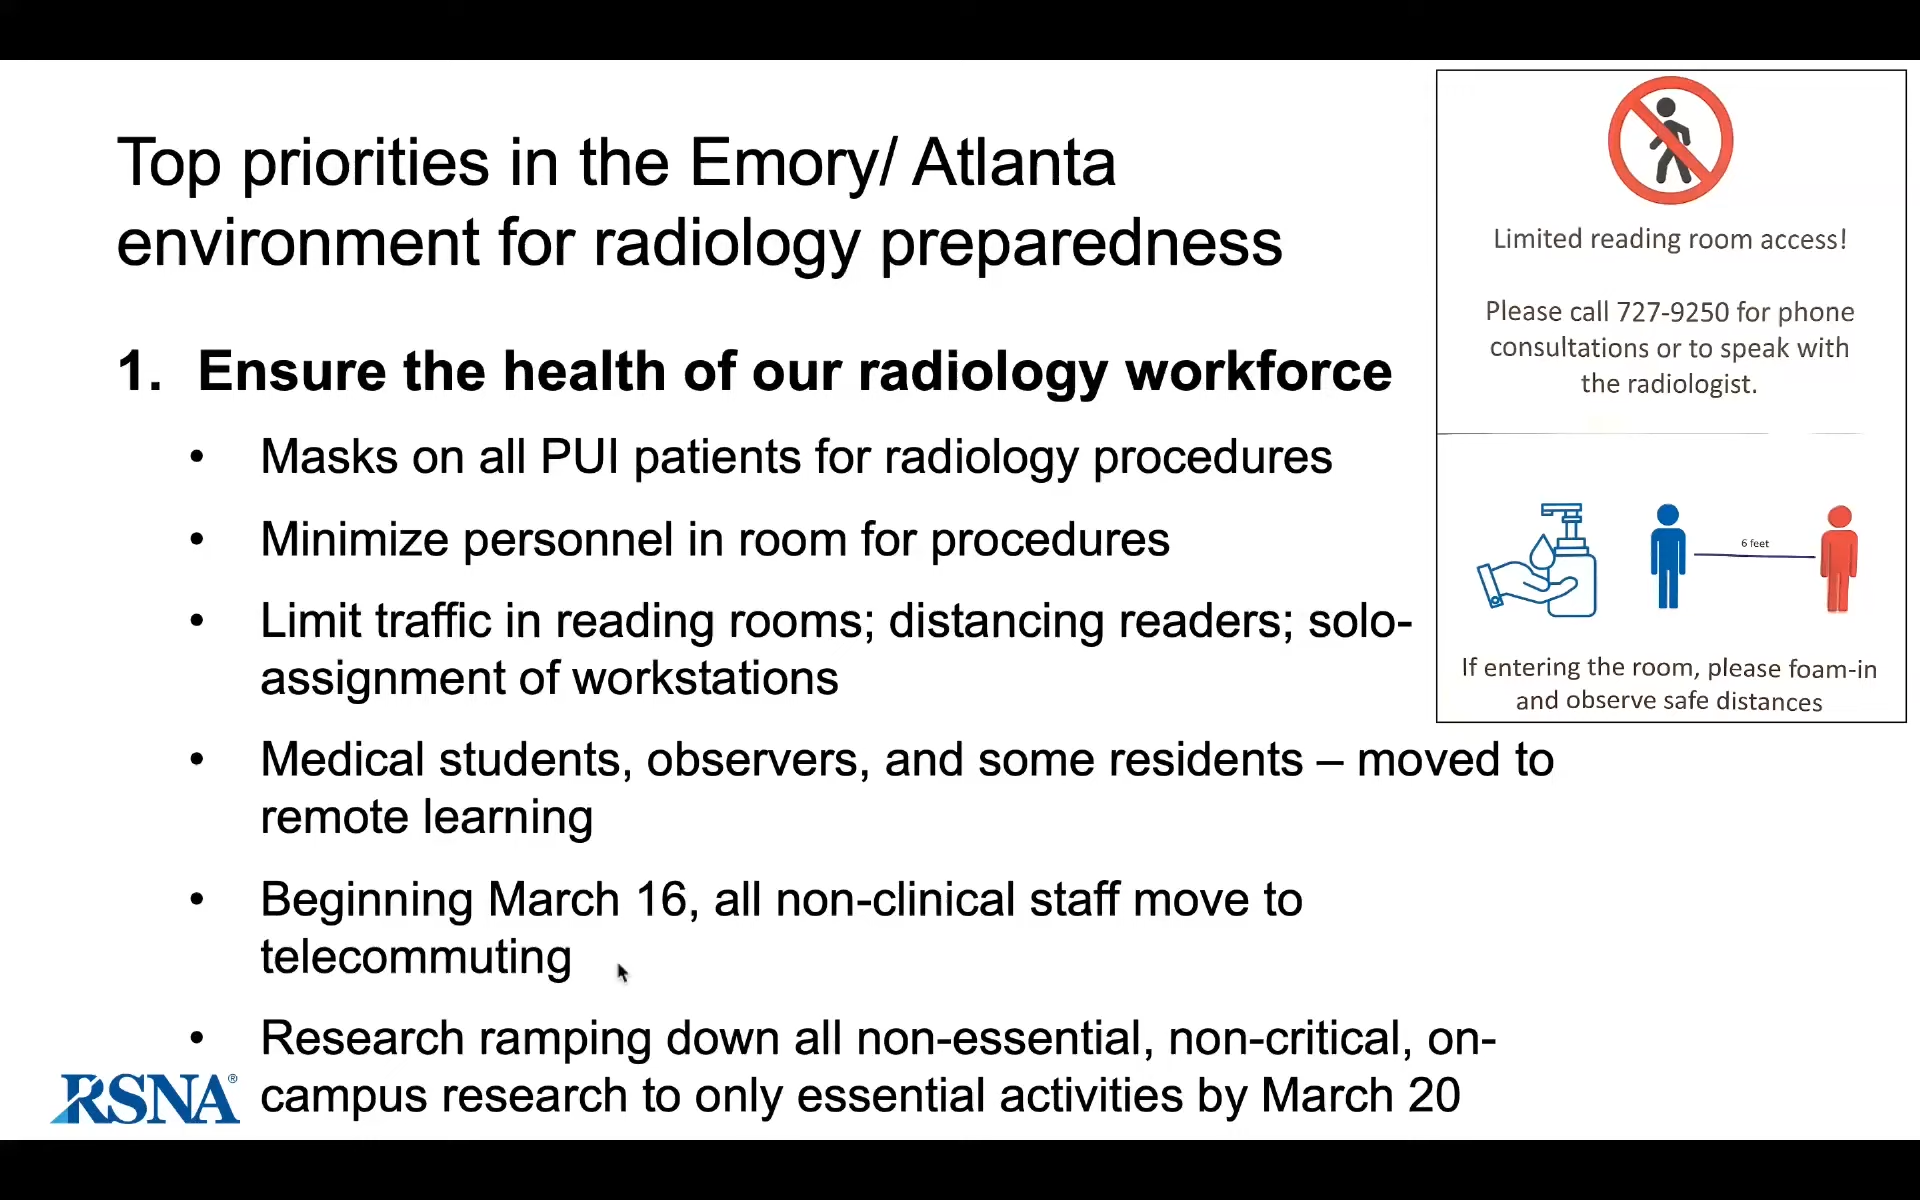 Top priorities in the Emory/ Atlanta
environment for radiology preparedness
1. Ensure the health of our radiology workforce
• Masks on all PUI patients for radiology procedures
• Minimize personnel in room for procedures
• Limit traffic in reading rooms; distancing readers; solo-
assignment of workstations
• Medical students, observers, and some residents – moved to
remote learning
• Beginning March 16, all non-clinical staff move to
telecommuting
• Research ramping down all non-essential, non-critical, on-
campus research to only essential activities by March 20
RSNA®
Limited reading room access!
Please call 727-9250 for phone
consultations or to speak with
the radiologist.
6 feet
If entering the room, please foam-in
and observe safe distances